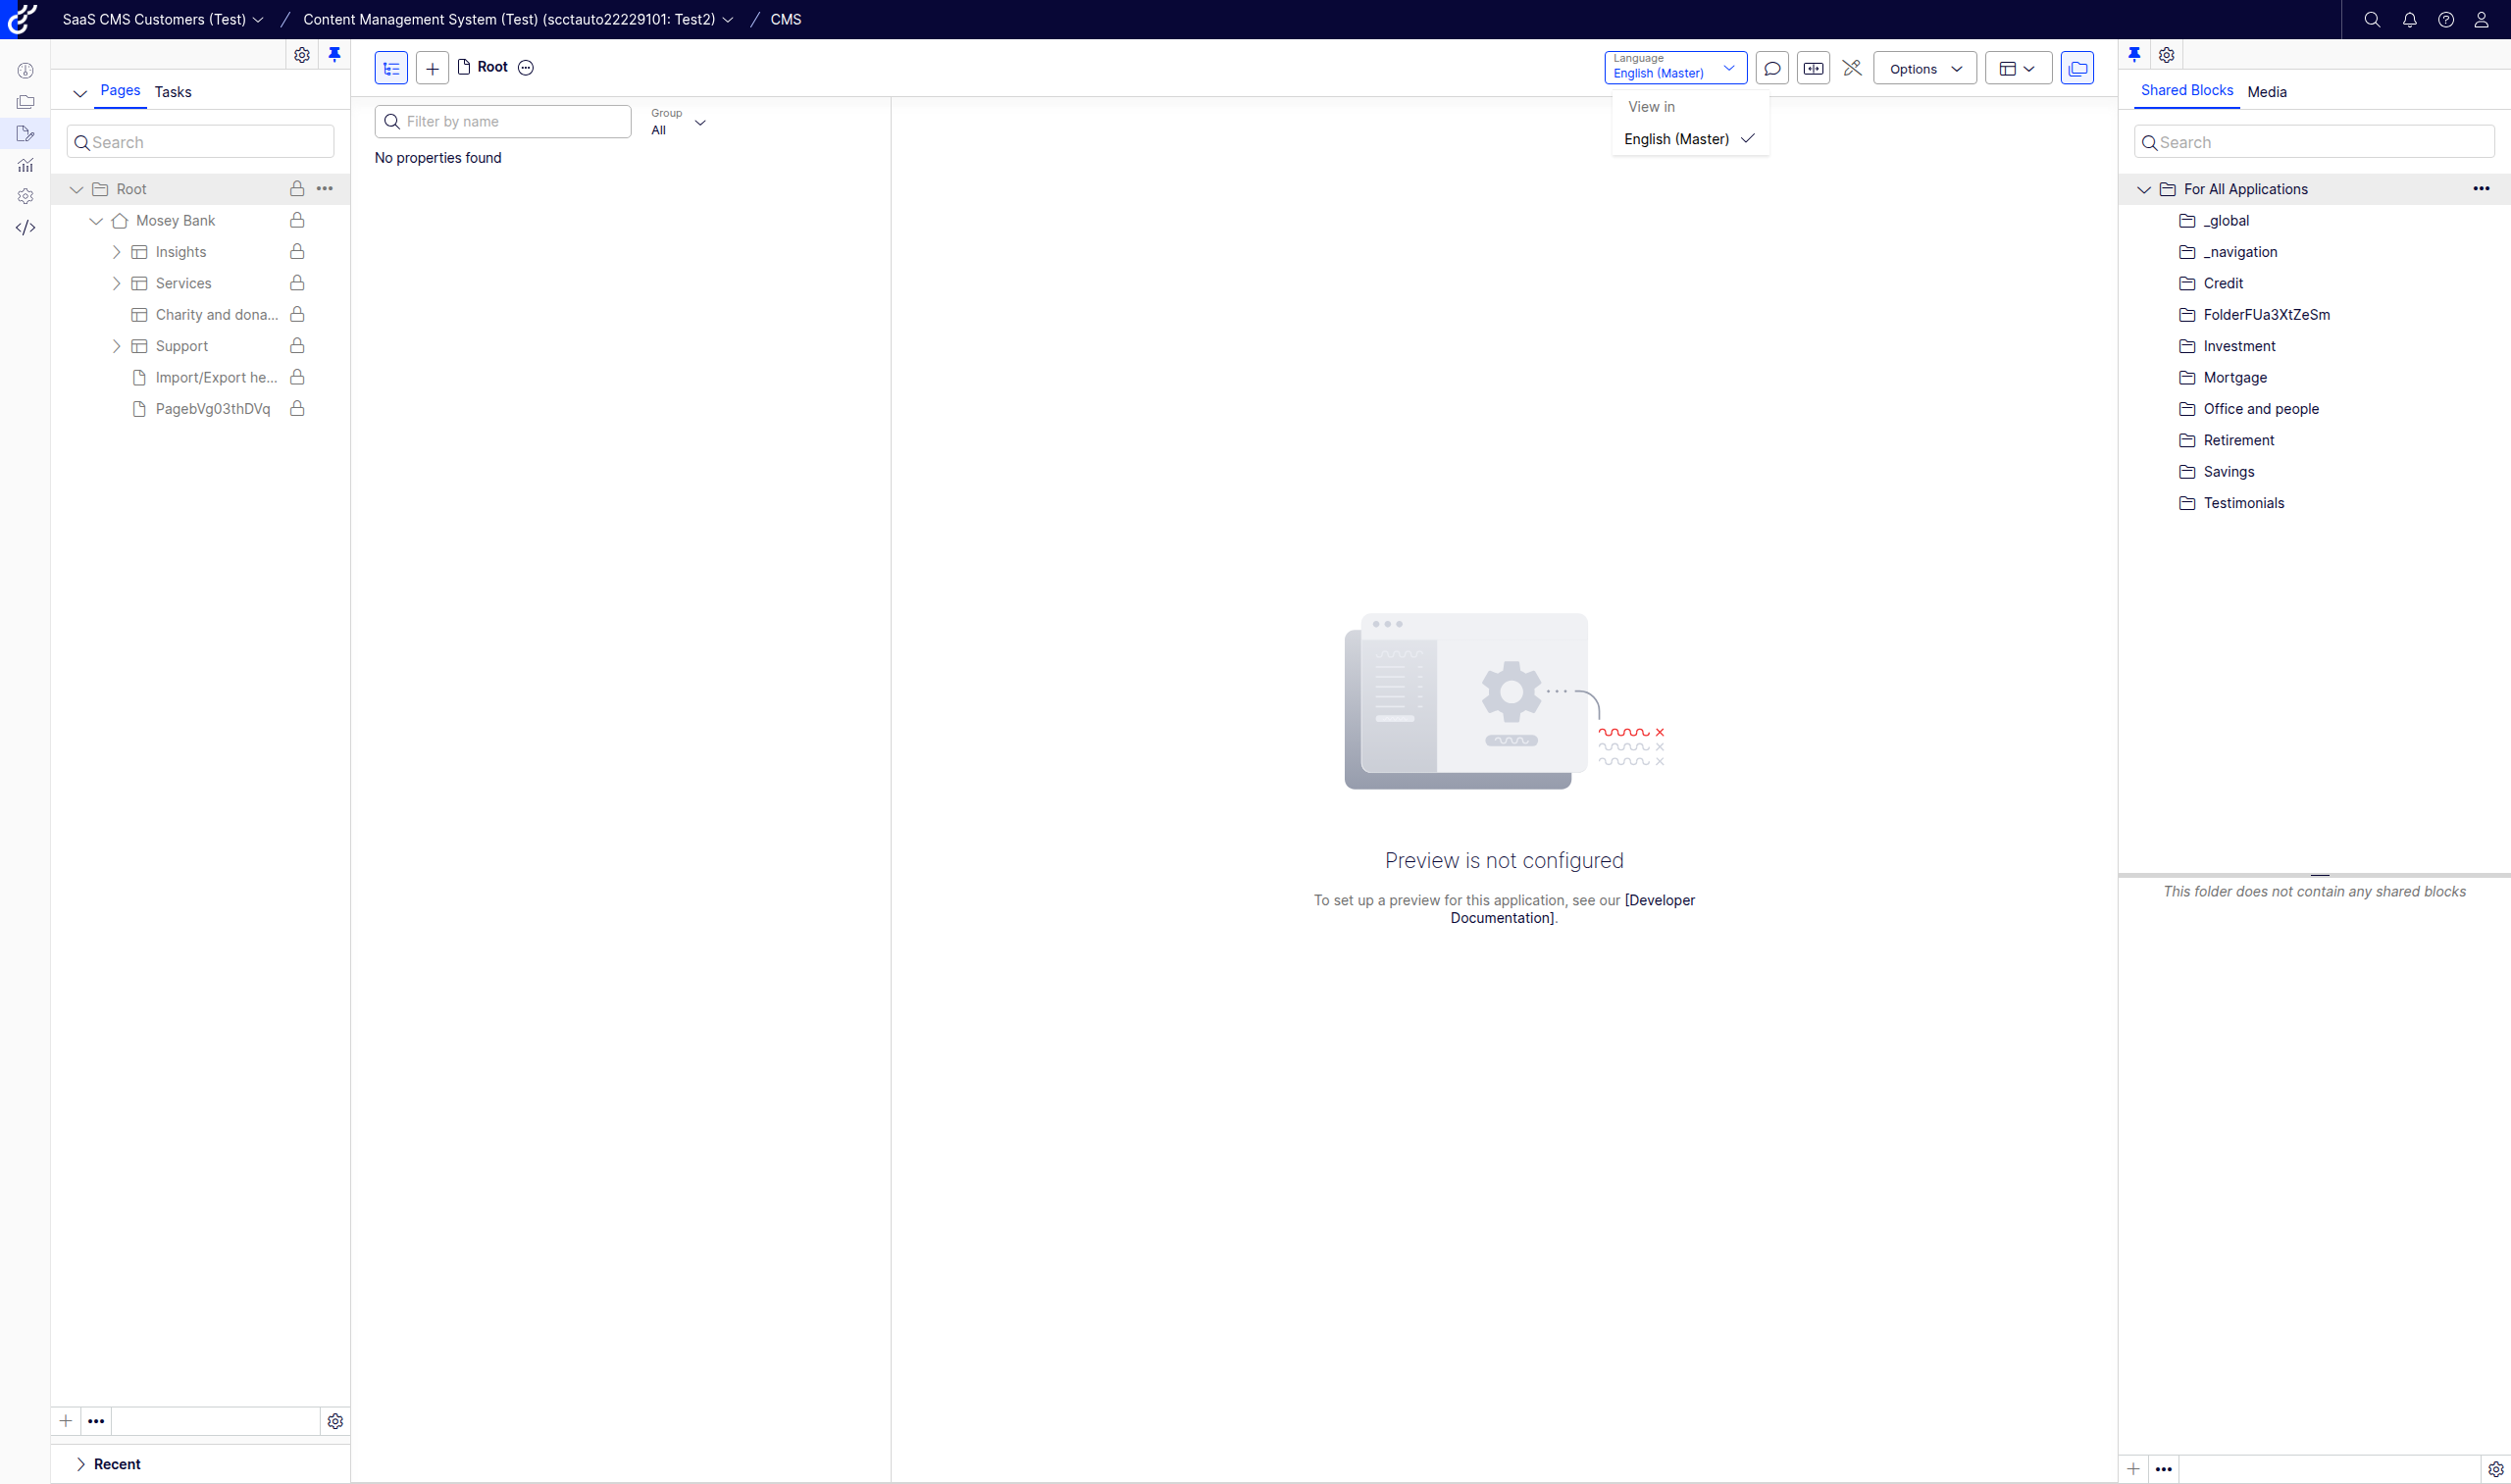 SaaS CMS Customers (Test) / Content Management System (Test) (scctauto22229101: Test2) / CMS
Pages Tasks
Search
Root
Mosey Bank
Insights
Services
Charity and dona...
Support
Import/Export he...
PagebVg03thDVq
Recent
Root
Language
English (Master)
Options
View in
English (Master)
Filter by name
Group
All
No properties found
Preview is not configured
To set up a preview for this application, see our [Developer
Documentation].
Shared Blocks Media
Search
For All Applications
_global
_navigation
Credit
FolderFUa3XtZeSm
Investment
Mortgage
Office and people
Retirement
Savings
Testimonials
This folder does not contain any shared blocks